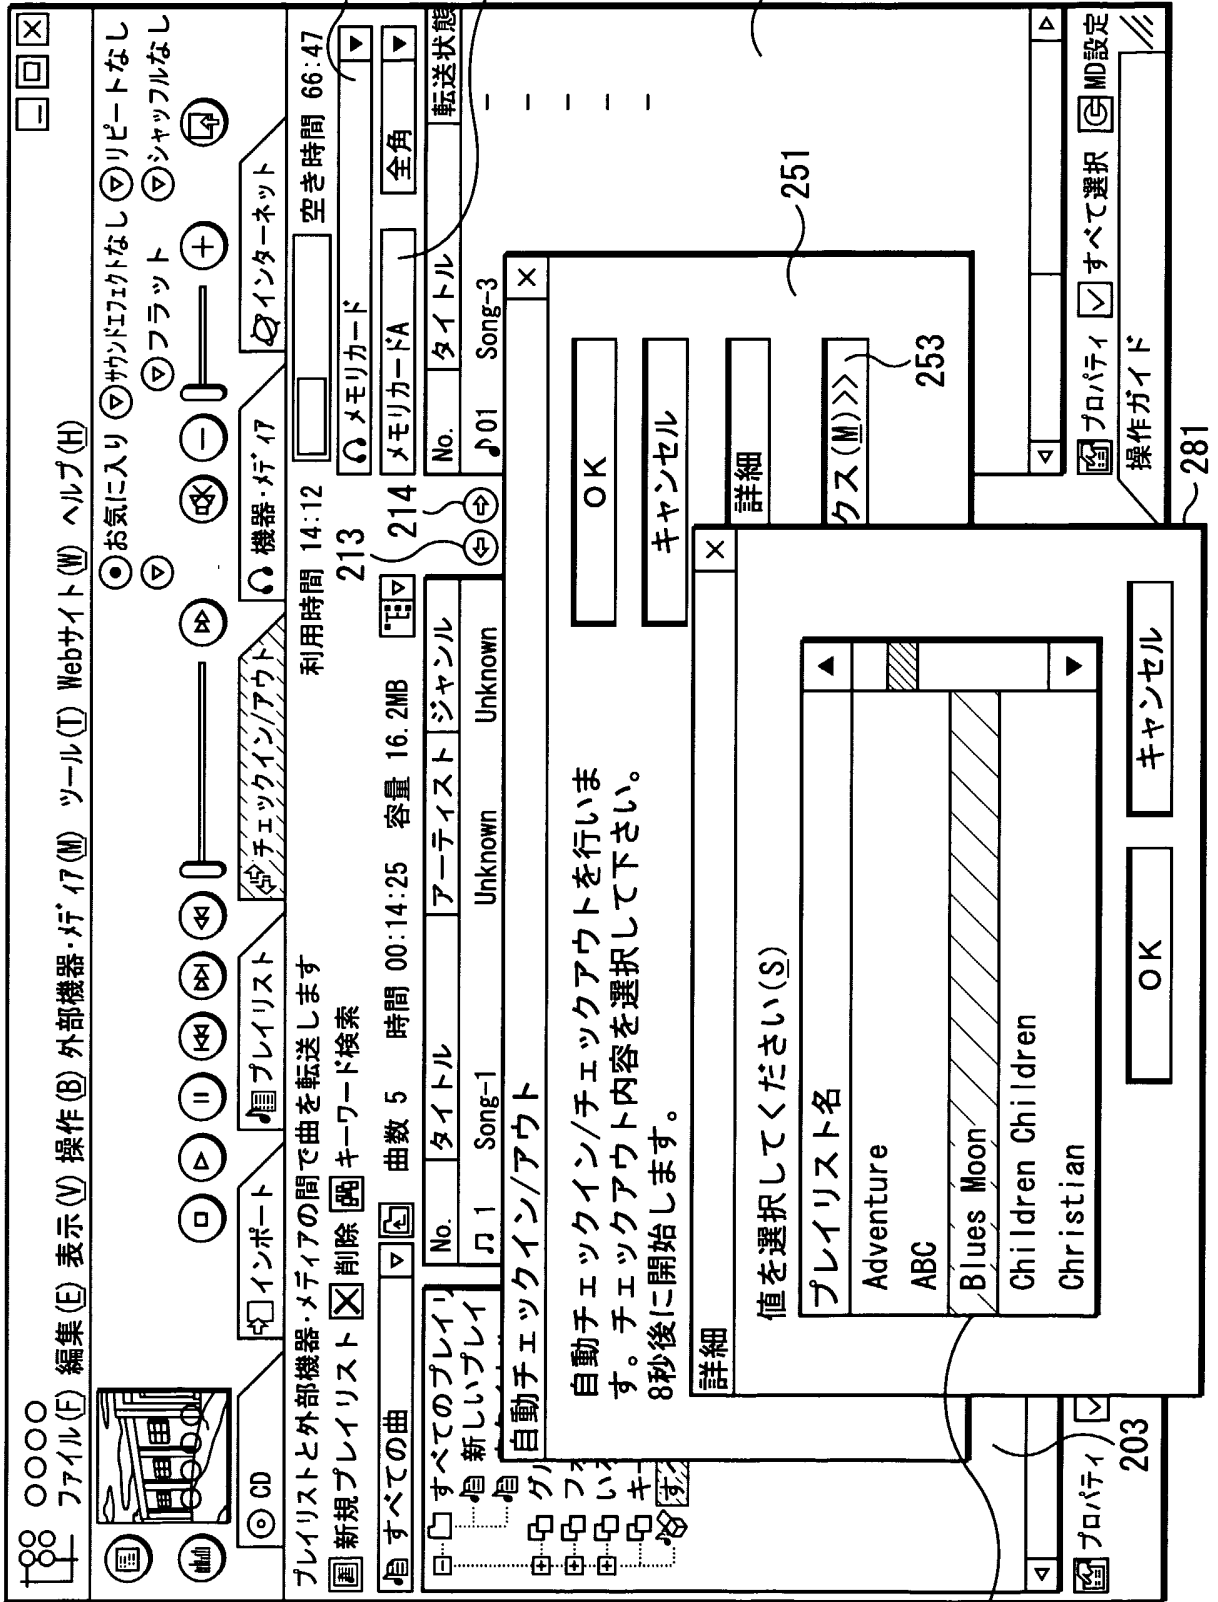 ○○○○
ファイル(F) 編集(E) 表示(V) 操作(B) 外部機器・メディア(M) ツール(T) Webサイト(W) ヘルプ(H)
お気に入り サウンドエフェクトなし リピートなし
フラット シャッフルなし
CD インポート プレイリスト チェックイン/アウト 機器・メディア インターネット
プレイリストと外部機器・メディアの間で曲を転送します 利用時間 14:12 空き時間 66:47
新規プレイリスト 削除 キーワード検索 213 メモリカード
すべての曲 曲数 5 時間 00:14:25 容量 16.2MB 214 メモリカードA 全角
すべてのプレイリ
新しいプレイ
グル
フォ
いろ
キー
す
No. タイトル アーティスト ジャンル
1 Song-1 Unknown Unknown
No. タイトル 転送状態
01 Song-3 –
–
–
–
–
自動チェックイン/アウト
自動チェックイン/チェックアウトを行いま
す。チェックアウト内容を選択して下さい。
8秒後に開始します。
OK
キャンセル
詳細
クス(M)>>
251
253
詳細
値を選択してください(S)
プレイリスト名
Adventure
ABC
Blues Moon
Children Children
Christian
OK キャンセル
281
203
プロパティ
プロパティ すべて選択 MD設定
操作ガイド